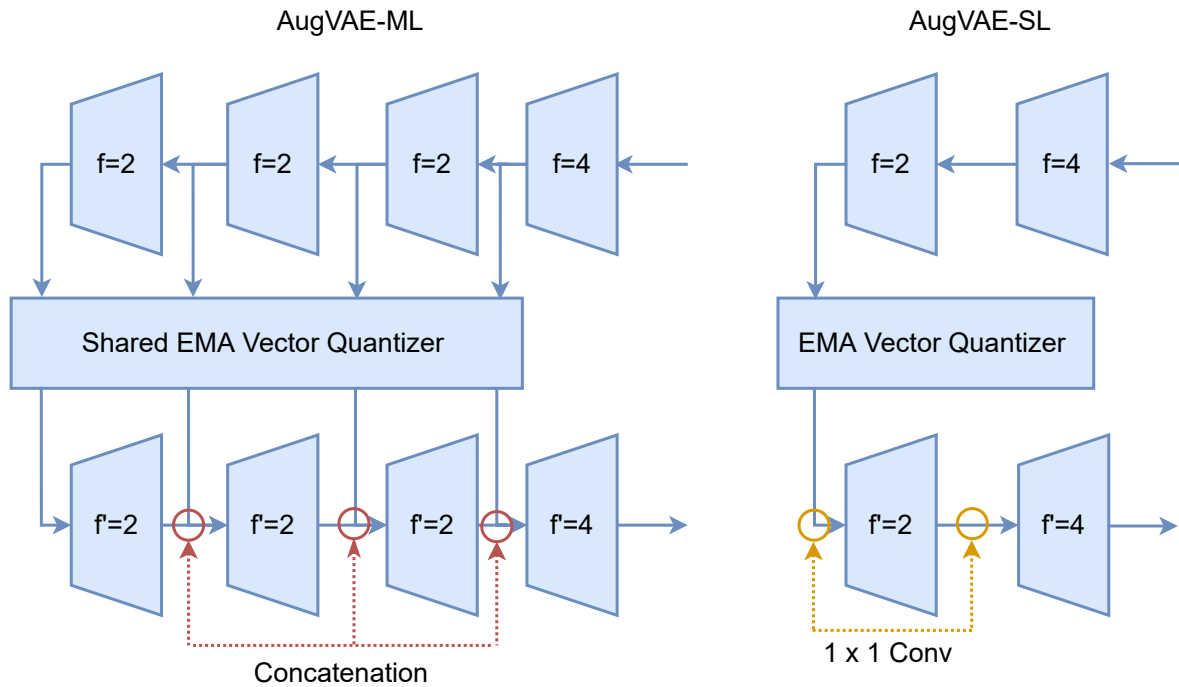 AugVAE-ML
AugVAE-SL
f=2
f=2
f=2
f=4
f=2
f=4
Shared EMA Vector Quantizer
EMA Vector Quantizer
f'=2
f'=2
f'=2
f'=4
f'=2
f'=4
Concatenation
1 x 1 Conv